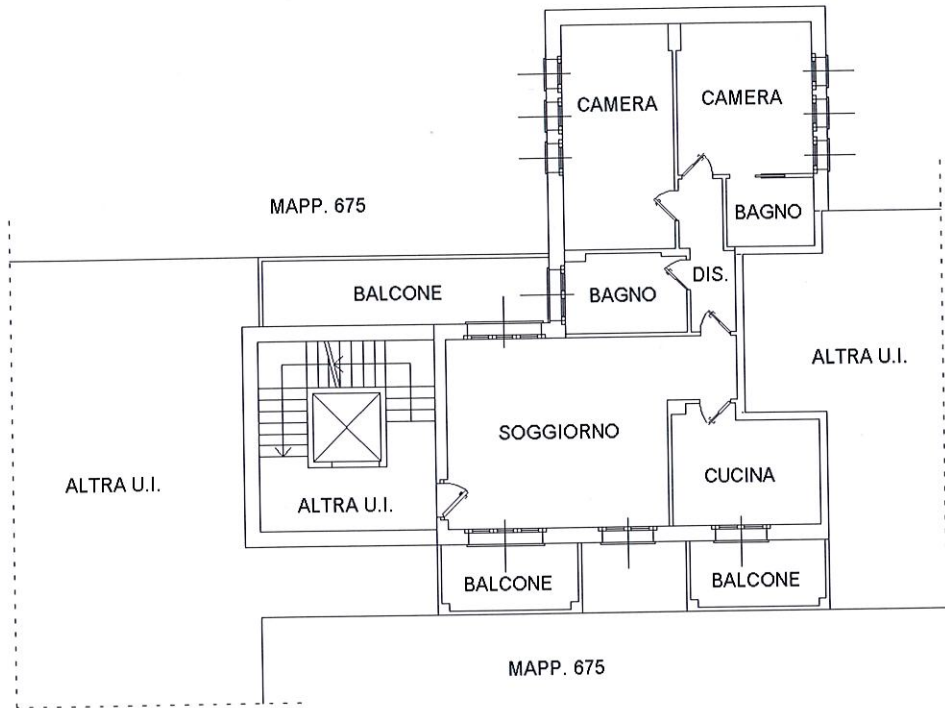 CAMERA
CAMERA
MAPP. 675
BAGNO
DIS.
BALCONE
BAGNO
ALTRA U.I.
SOGGIORNO
CUCINA
ALTRA U.I.
ALTRA U.I.
BALCONE
BALCONE
MAPP. 675